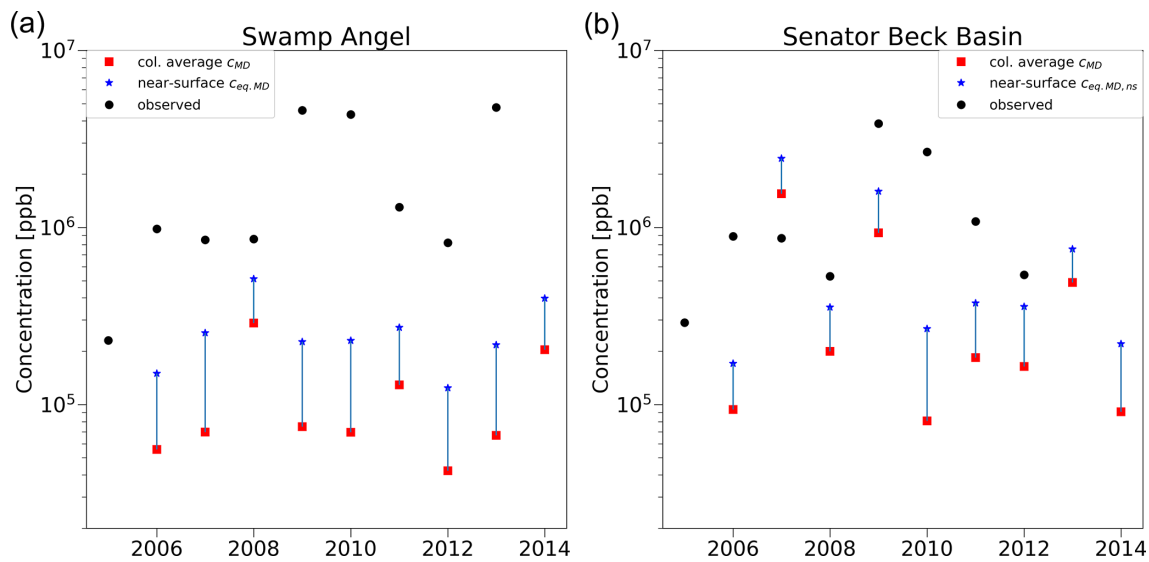 (a)
Swamp Angel
10^7
10^6
10^5
Concentration [ppb]
col. average c_MD
near-surface c_eq.MD
observed
2006 2008 2010 2012 2014
(b)
Senator Beck Basin
10^7
10^6
10^5
Concentration [ppb]
col. average c_MD
near-surface c_eq.MD,ns
observed
2006 2008 2010 2012 2014